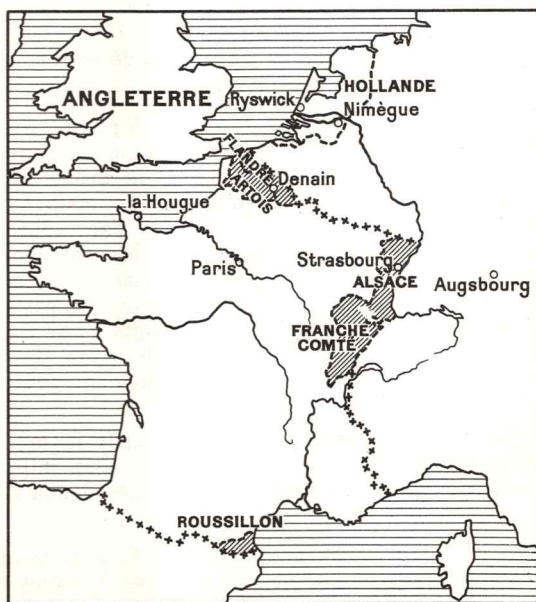 ANGLETERRE
Ryswick
HOLLANDE
Nimègue
FLANDRE
ARTOIS
Denain
la Hougue
Paris
Strasbourg
ALSACE
Augsbourg
FRANCHE
COMTÉ
ROUSSILLON